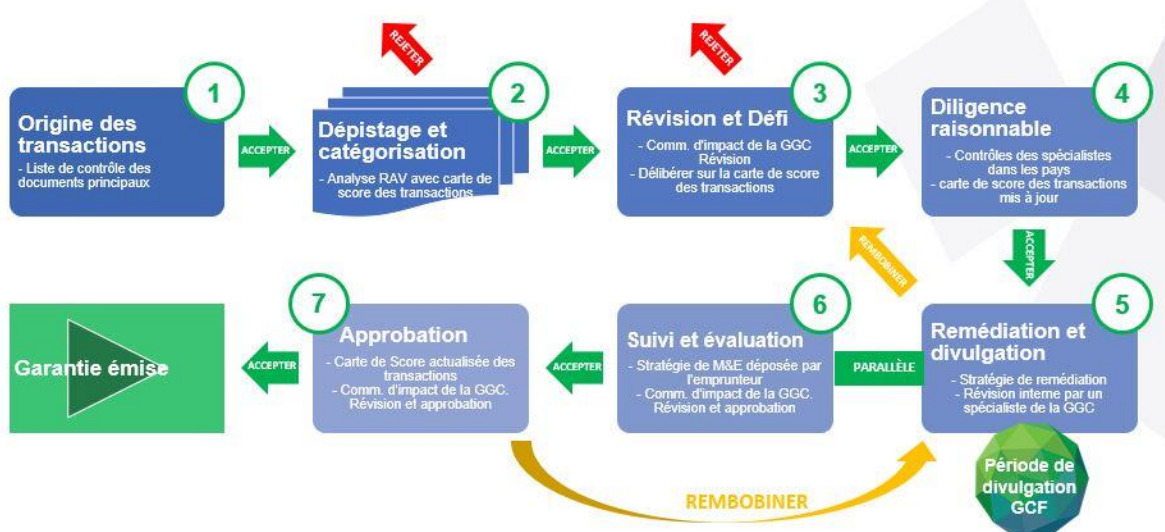 REJETER
REJETER
1
Origine des
transactions
- Liste de contrôle des
documents principaux
ACCEPTER
2
Dépistage et
catégorisation
- Analyse RAV avec carte de
score des transactions
ACCEPTER
3
Révision et Défi
- Comm. d'impact de la GGC
Révision
- Délibérer sur la carte de score
des transactions
ACCEPTER
4
Diligence
raisonnable
- Contrôles des spécialistes
dans les pays
- carte de score des transactions
mis à jour
ACCEPTER
REMBOBINER
5
Remédiation et
divulgation
- Stratégie de remédiation
- Révision interne par un
spécialiste de la GGC
Période de
divulgation
GCF
PARALLÈLE
6
Suivi et évaluation
- Stratégie de M&E déposée par
l'emprunteur
- Comm. d'impact de la GGC.
Révision et approbation
ACCEPTER
7
Approbation
- Carte de Score actualisée des
transactions
- Comm. d'impact de la GGC.
Révision et approbation
ACCEPTER
Garantie émise
REMBOBINER